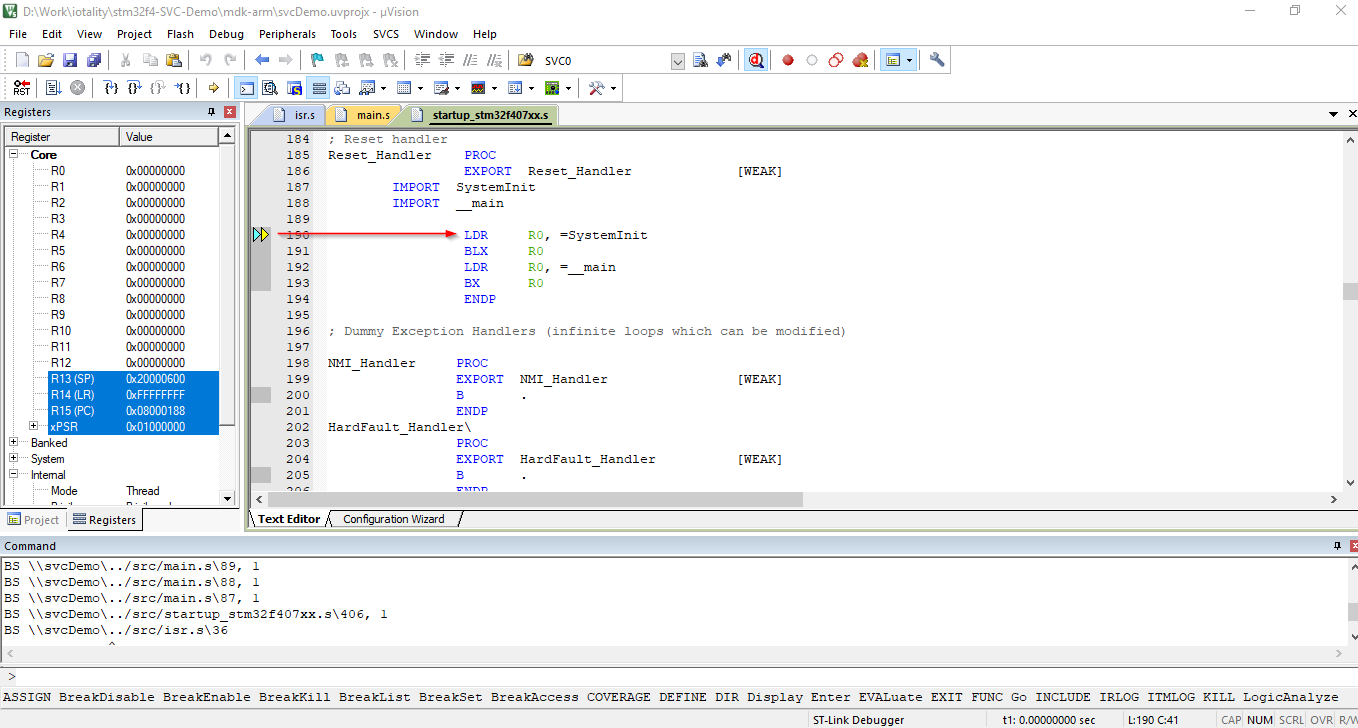 D:\Work\iotality\stm32f4-SVC-Demo\mdk-arm\svcDemo.uvprojx - µVision
File Edit View Project Flash Debug Peripherals Tools SVCS Window Help
SVC0
RST
Registers
Register Value
Core
R0 0x00000000
R1 0x00000000
R2 0x00000000
R3 0x00000000
R4 0x00000000
R5 0x00000000
R6 0x00000000
R7 0x00000000
R8 0x00000000
R9 0x00000000
R10 0x00000000
R11 0x00000000
R12 0x00000000
R13 (SP) 0x20000600
R14 (LR) 0xFFFFFFFF
R15 (PC) 0x08000188
xPSR 0x01000000
Banked
System
Internal
Mode Thread
Project Registers
isr.s main.s startup_stm32f407xx.s
184 ; Reset handler
185 Reset_Handler PROC
186 EXPORT Reset_Handler [WEAK]
187 IMPORT SystemInit
188 IMPORT __main
189
190 LDR R0, =SystemInit
191 BLX R0
192 LDR R0, =__main
193 BX R0
194 ENDP
195
196 ; Dummy Exception Handlers (infinite loops which can be modified)
197
198 NMI_Handler PROC
199 EXPORT NMI_Handler [WEAK]
200 B .
201 ENDP
202 HardFault_Handler\
203 PROC
204 EXPORT HardFault_Handler [WEAK]
205 B .
206 ENDP
Text Editor Configuration Wizard
Command
BS \\svcDemo\../src/main.s\89, 1
BS \\svcDemo\../src/main.s\88, 1
BS \\svcDemo\../src/main.s\87, 1
BS \\svcDemo\../src/startup_stm32f407xx.s\406, 1
BS \\svcDemo\../src/isr.s\36
^
>
ASSIGN BreakDisable BreakEnable BreakKill BreakList BreakSet BreakAccess COVERAGE DEFINE DIR Display Enter EVALuate EXIT FUNC Go INCLUDE IRLOG ITMLOG KILL LogicAnalyze
ST-Link Debugger t1: 0.00000000 sec L:190 C:41 CAP NUM SCRL OVR R/W